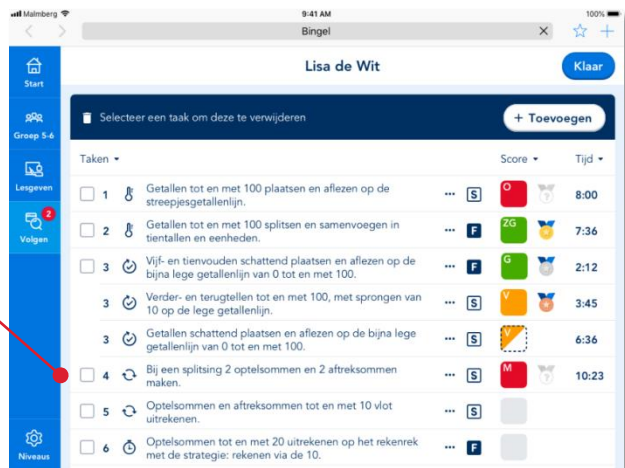 Malmberg 9:41 AM 100%
Bingel
Start
Lisa de Wit
Klaar
Groep 5-6
Selecteer een taak om deze te verwijderen
+ Toevoegen
Lesgeven
Volgen
2
Niveaus
Taken Score Tijd
1 Getallen tot en met 100 plaatsen en aflezen op de ... S O ? 8:00
streepjesgetallenlijn.
2 Getallen tot en met 100 splitsen en samenvoegen in ... F ZG 7:36
tientallen en eenheden.
3 Vijf- en tienvouden schattend plaatsen en aflezen op de ... F G 2:12
bijna lege getallenlijn van 0 tot en met 100.
3 Verder- en terugtellen tot en met 100, met sprongen van ... S V 3:45
10 op de lege getallenlijn.
3 Getallen schattend plaatsen en aflezen op de bijna lege ... S V 6:36
getallenlijn van 0 tot en met 100.
4 Bij een splitsing 2 optelsommen en 2 aftreksommen ... S M ? 10:23
maken.
5 Optelsommen en aftreksommen tot en met 10 vlot ... S
uitrekenen.
6 Optelsommen tot en met 20 uitrekenen op het rekenrek ... F
met de strategie: rekenen via de 10.